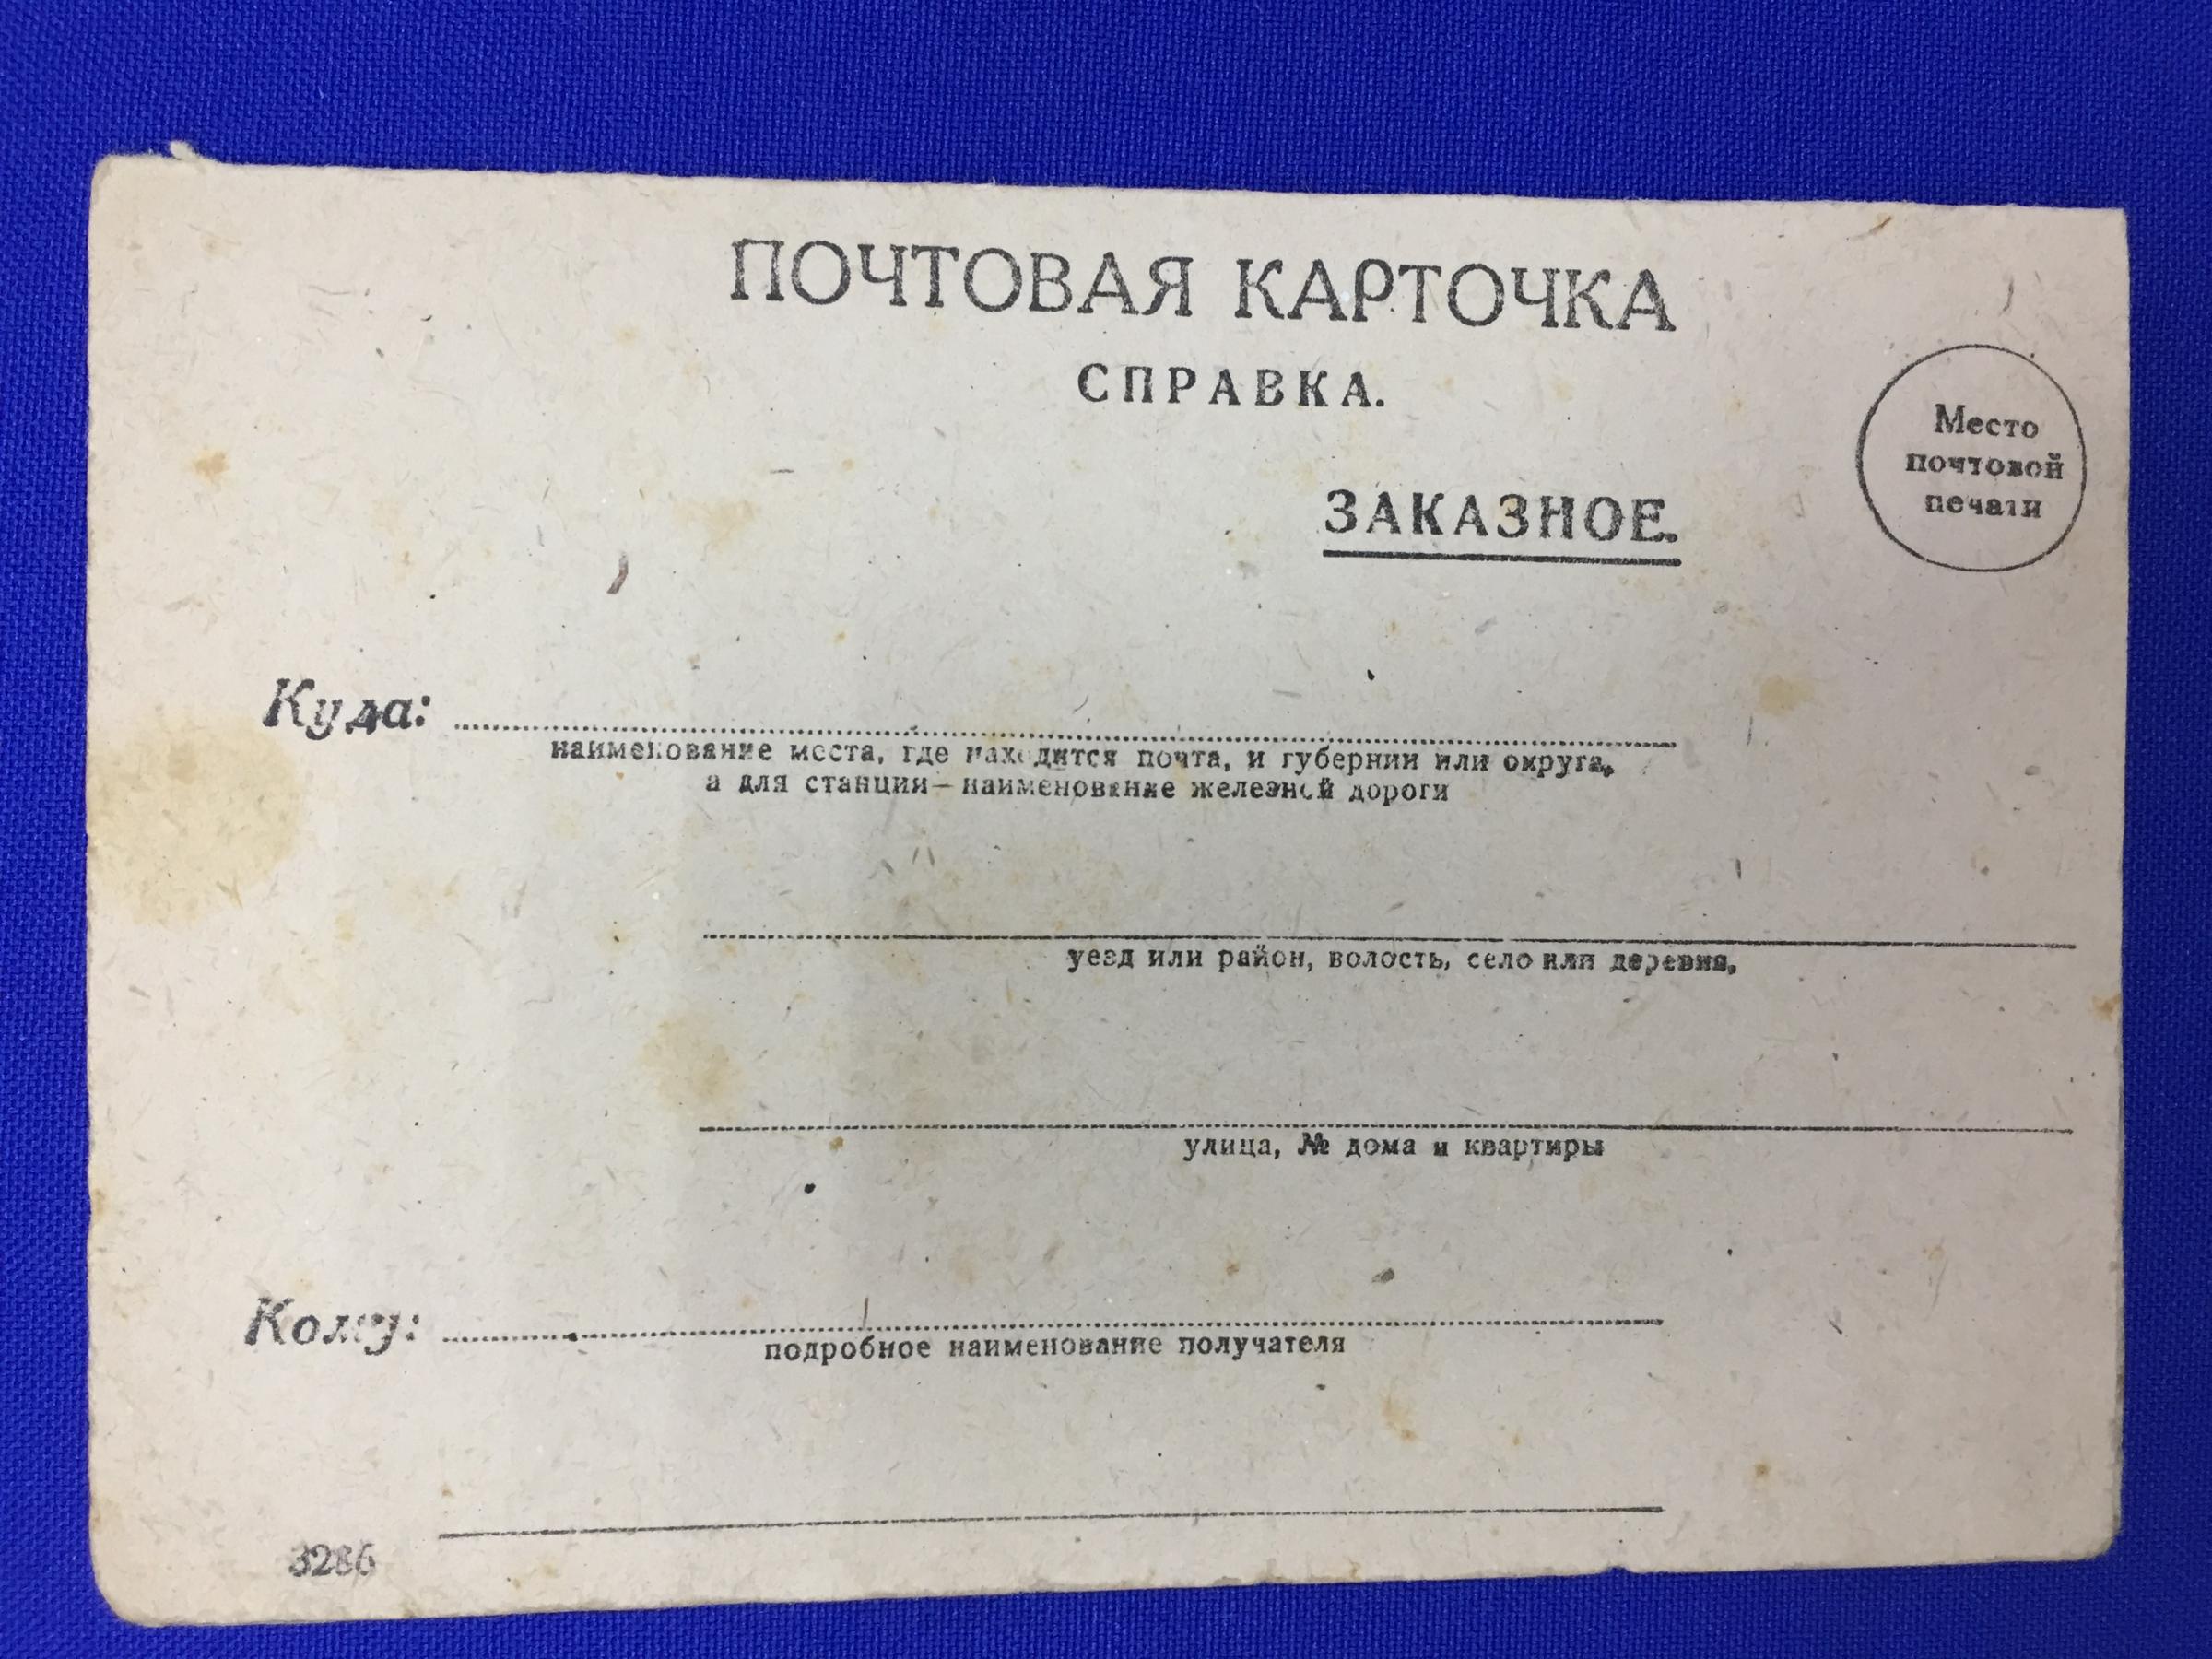 ПОЧТОВАЯ КАРТОЧКА
СПРАВКА.
ЗАКАЗНОЕ.
Место
почтовой
печати
Куда:
наименование места, где находится почта, и губернии или округа,
а для станция — наименование железной дороги
уезд или район, волость, село или деревня,
улица, № дома и квартиры
Кому:
подробное наименование получателя
3286